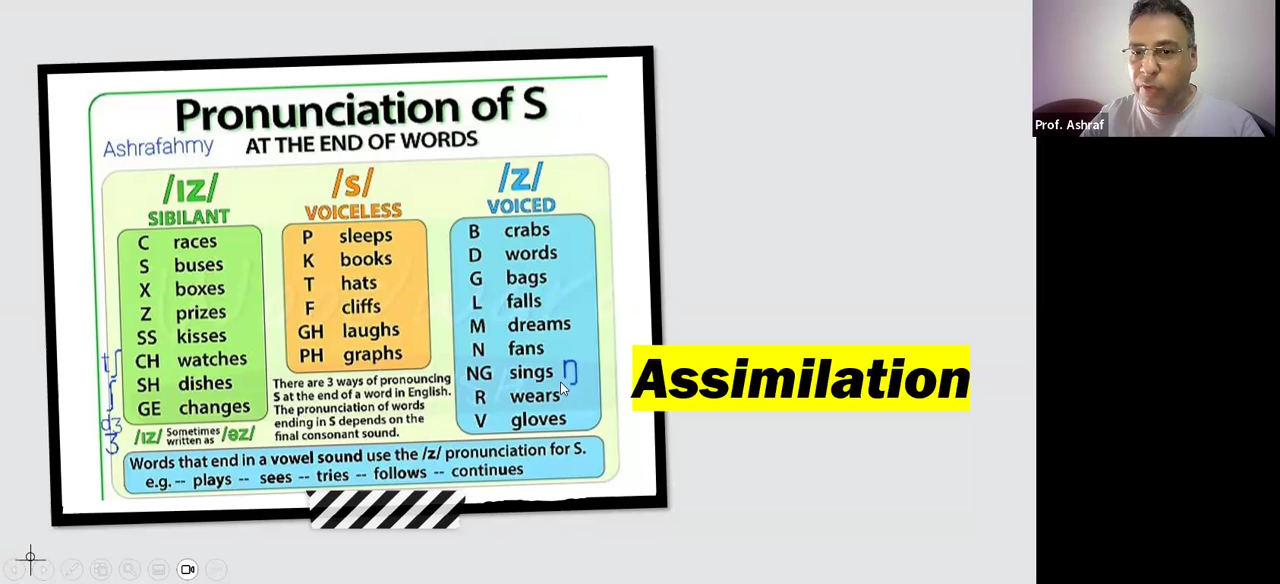 Pronunciation of S
Ashrafahmy
AT THE END OF WORDS
/ɪz/
SIBILANT
C races
S buses
X boxes
Z prizes
SS kisses
CH watches
SH dishes
GE changes
tʃ
ʃ
dʒ
ʒ
/ɪz/ Sometimes written as /əz/
/s/
VOICELESS
P sleeps
K books
T hats
F cliffs
GH laughs
PH graphs
There are 3 ways of pronouncing
S at the end of a word in English.
The pronunciation of words
ending in S depends on the
final consonant sound.
/z/
VOICED
B crabs
D words
G bags
L falls
M dreams
N fans
NG sings ŋ
R wears
V gloves
Words that end in a vowel sound use the /z/ pronunciation for S.
e.g. -- plays -- sees -- tries -- follows -- continues
Assimilation
Prof. Ashraf